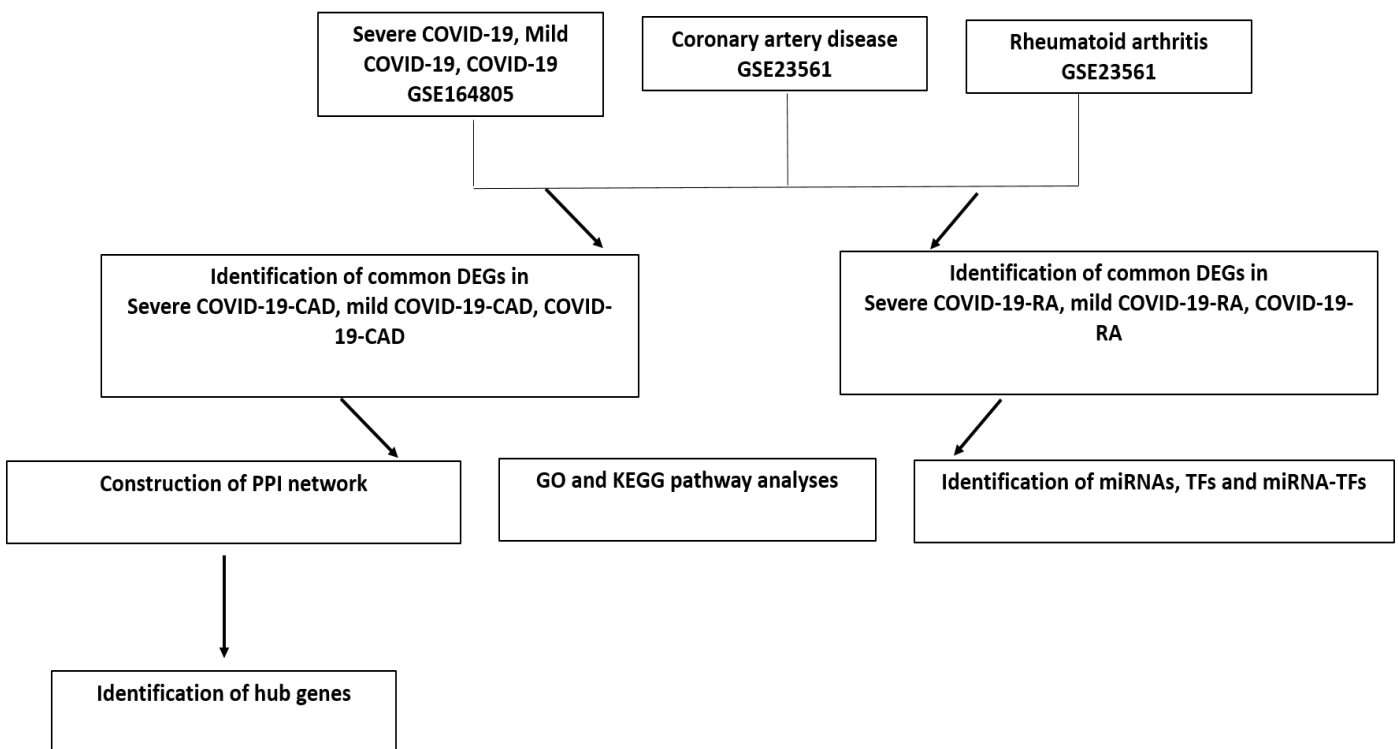 Severe COVID-19, Mild
COVID-19, COVID-19
GSE164805
Coronary artery disease
GSE23561
Rheumatoid arthritis
GSE23561
Identification of common DEGs in
Severe COVID-19-CAD, mild COVID-19-CAD, COVID-
19-CAD
Identification of common DEGs in
Severe COVID-19-RA, mild COVID-19-RA, COVID-19-
RA
Construction of PPI network
GO and KEGG pathway analyses
Identification of miRNAs, TFs and miRNA-TFs
Identification of hub genes